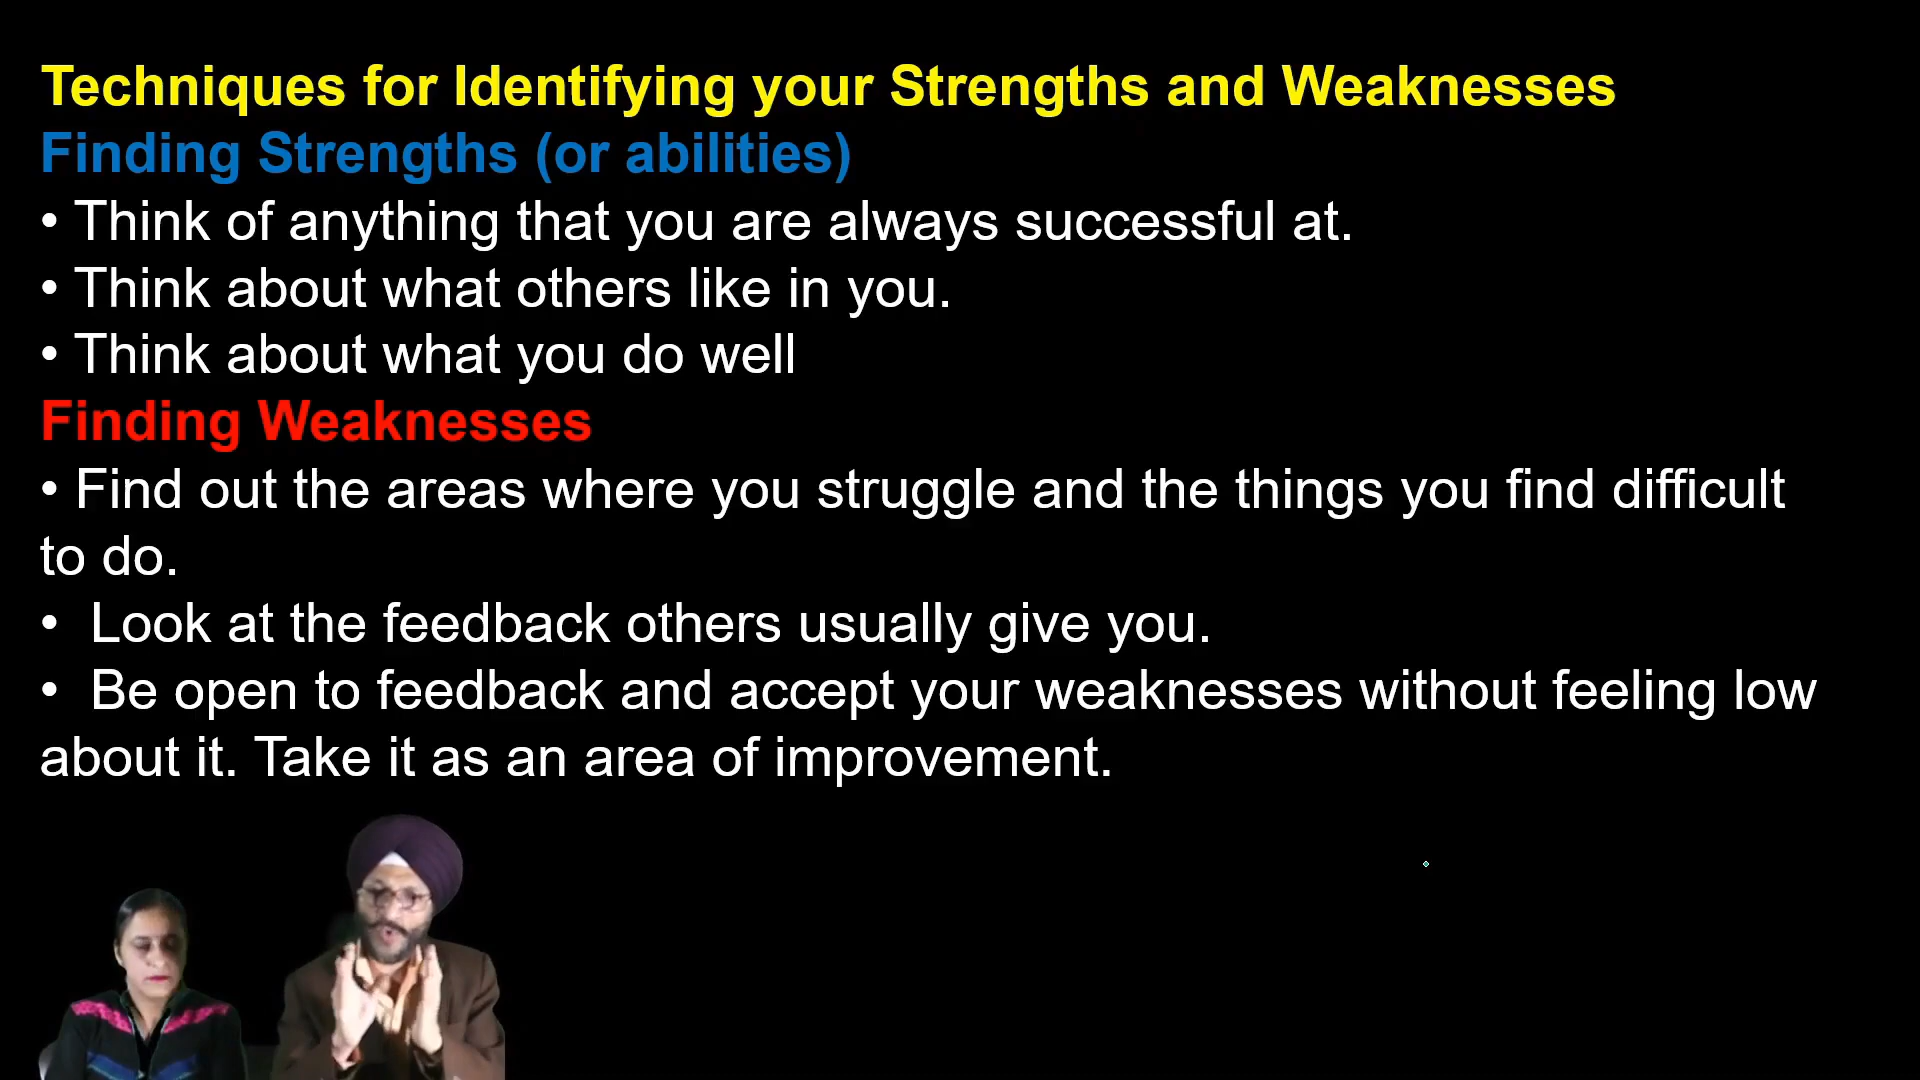 Techniques for Identifying your Strengths and Weaknesses
Finding Strengths (or abilities)
• Think of anything that you are always successful at.
• Think about what others like in you.
• Think about what you do well
Finding Weaknesses
• Find out the areas where you struggle and the things you find difficult
to do.
• Look at the feedback others usually give you.
• Be open to feedback and accept your weaknesses without feeling low
about it. Take it as an area of improvement.